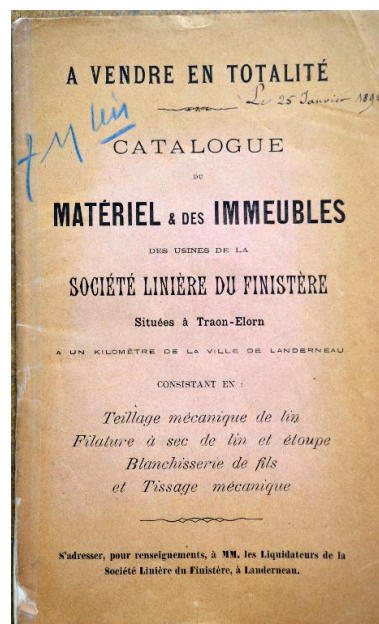 A VENDRE EN TOTALITÉ
Le 25 Janvier
CATALOGUE
DU
MATÉRIEL & DES IMMEUBLES
DES USINES DE LA
SOCIÉTÉ LINIÈRE DU FINISTÈRE
Situées à Traon-Elorn
A UN KILOMÈTRE DE LA VILLE DE LANDERNEAU
CONSISTANT EN :
Teillage mécanique de lin
Filature à sec de lin et étoupe
Blanchisserie de fils
et Tissage mécanique
S'adresser, pour renseignements, à MM. les Liquidateurs de la
Société Linière du Finistère, à Landerneau.